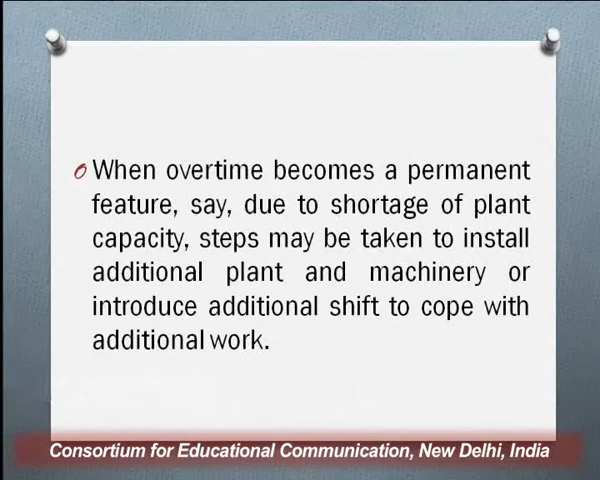 When overtime becomes a permanent
feature, say, due to shortage of plant
capacity, steps may be taken to install
additional plant and machinery or
introduce additional shift to cope with
additional work.
Consortium for Educational Communication, New Delhi, India